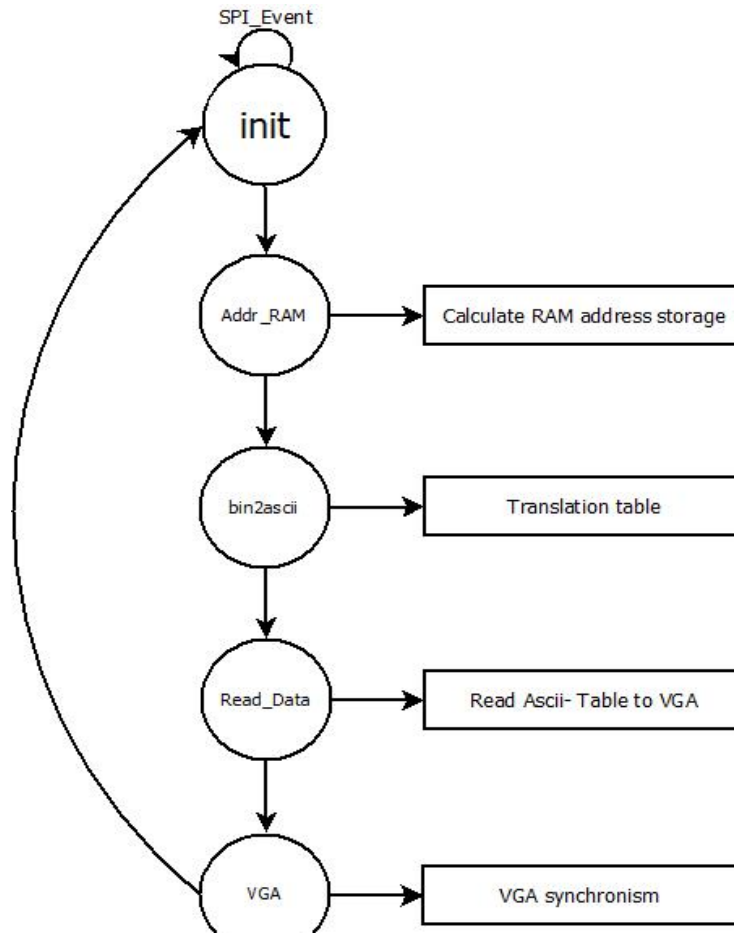 SPI_Event
init
Addr_RAM
Calculate RAM address storage
bin2ascii
Translation table
Read_Data
Read Ascii- Table to VGA
VGA
VGA synchronism